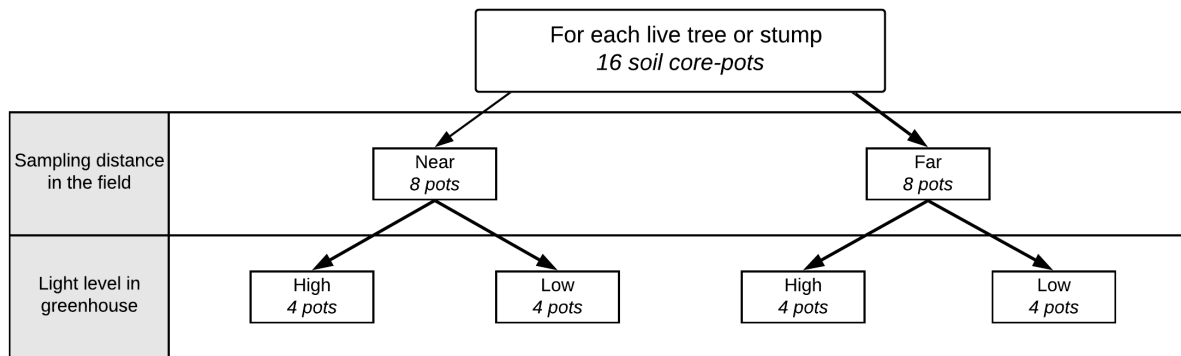 For each live tree or stump
16 soil core-pots
Sampling distance
in the field
Near
8 pots
Far
8 pots
Light level in
greenhouse
High
4 pots
Low
4 pots
High
4 pots
Low
4 pots